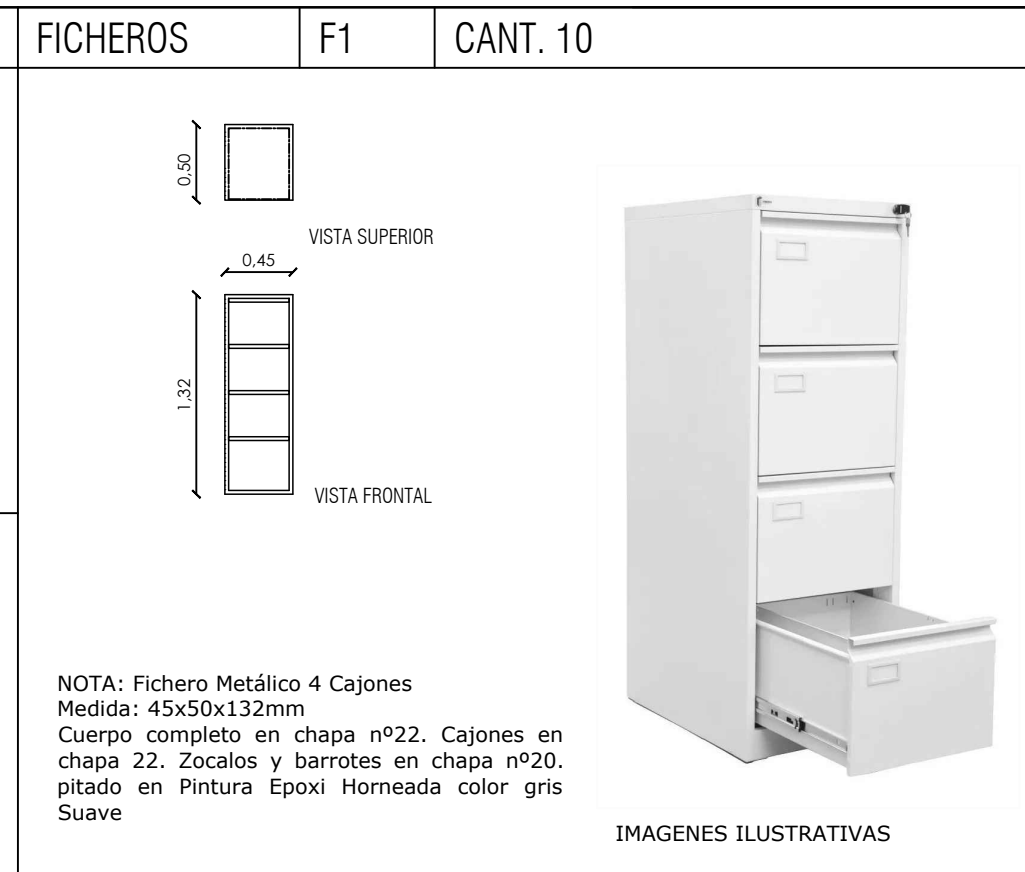 FICHEROS
F1
CANT. 10
0,50
VISTA SUPERIOR
0,45
1,32
VISTA FRONTAL
NOTA: Fichero Metálico 4 Cajones
Medida: 45x50x132mm
Cuerpo completo en chapa nº22. Cajones en
chapa 22. Zocalos y barrotes en chapa nº20.
pitado en Pintura Epoxi Horneada color gris
Suave
IMAGENES ILUSTRATIVAS